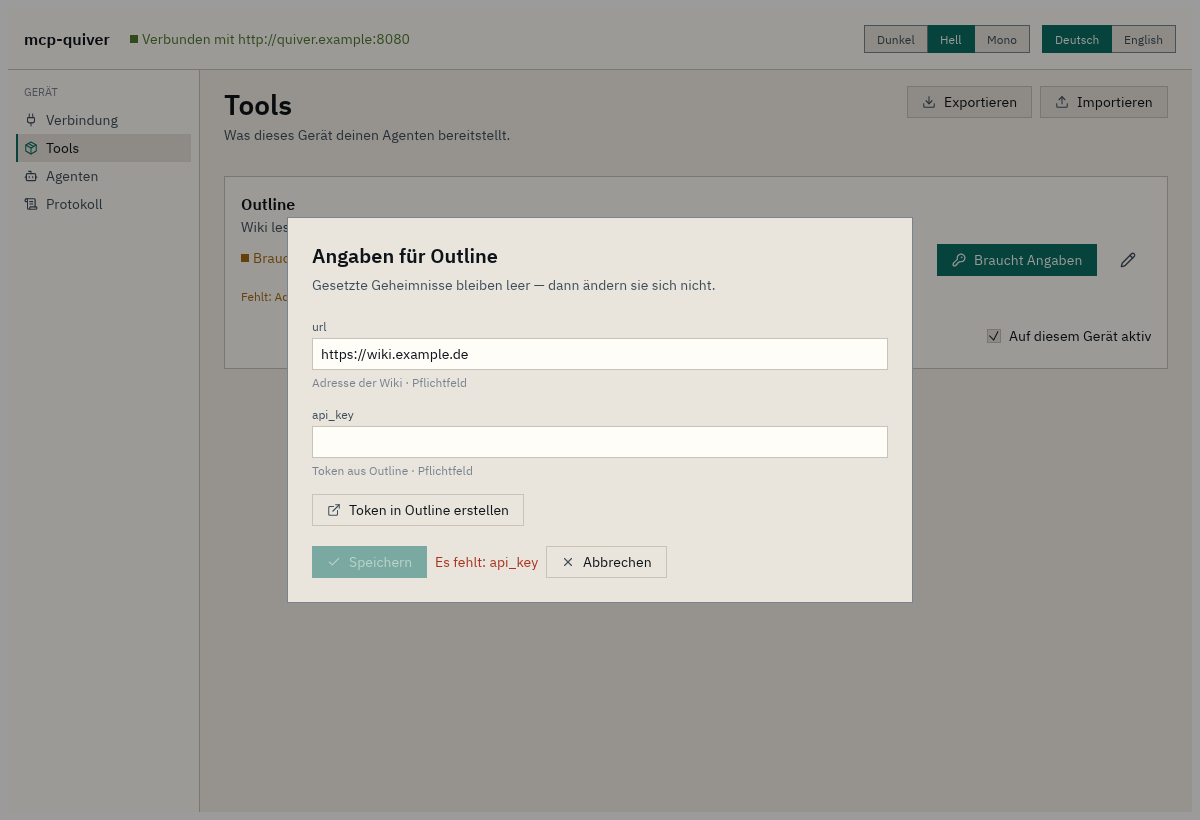 mcp-quiver
Verbunden mit http://quiver.example:8080
Dunkel Hell Mono Deutsch English
GERÄT
Verbindung
Tools
Agenten
Protokoll
Tools
Was dieses Gerät deinen Agenten bereitstellt.
Exportieren Importieren
Outline
Wiki
Fehlt:
Braucht Angaben
Auf diesem Gerät aktiv
Angaben für Outline
Gesetzte Geheimnisse bleiben leer — dann ändern sie sich nicht.
url
https://wiki.example.de
Adresse der Wiki · Pflichtfeld
api_key
Token aus Outline · Pflichtfeld
Token in Outline erstellen
Speichern Es fehlt: api_key Abbrechen